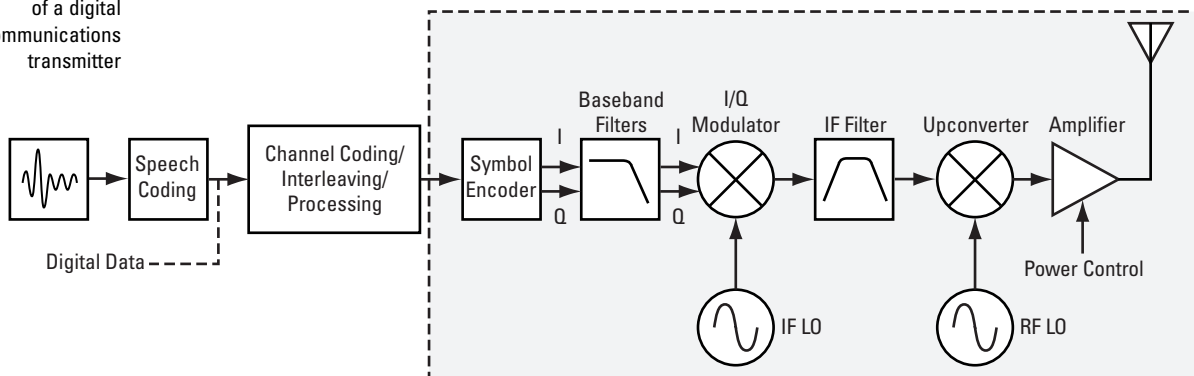 of a digital
transmitter
Baseband
Filters
I/Q
Modulator
IF Filter
Upconverter
Amplifier
I
I
Speech
Coding
Channel Coding/
Interleaving/
Processing
Symbol
Encoder
Q
Q
Digital Data
Power Control
IF LO
RF LO